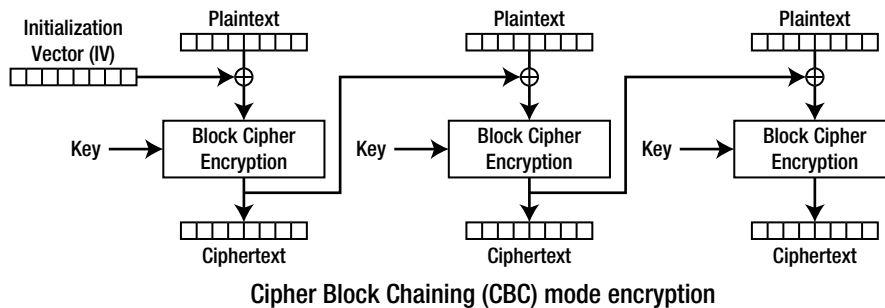 Initialization
Vector (IV)
Plaintext
Plaintext
Plaintext
Key
Block Cipher
Encryption
Key
Block Cipher
Encryption
Key
Block Cipher
Encryption
Ciphertext
Ciphertext
Ciphertext
Cipher Block Chaining (CBC) mode encryption